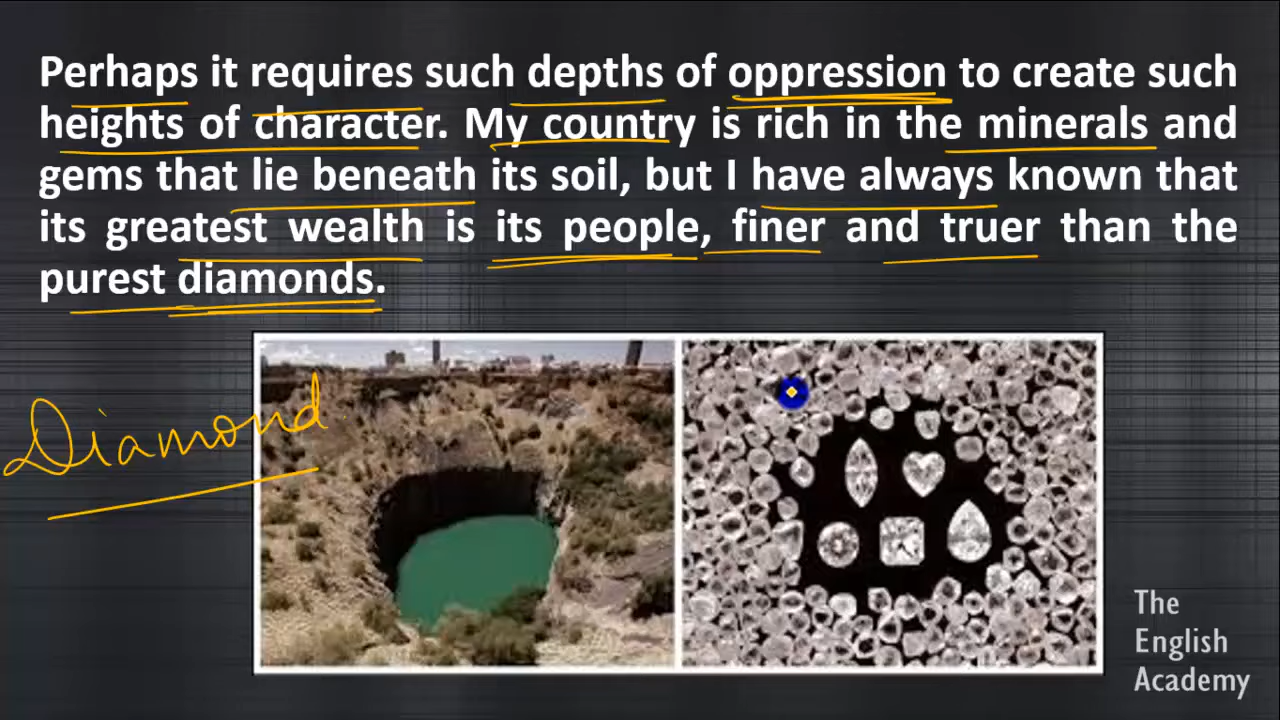 Perhaps it requires such depths of oppression to create such
heights of character. My country is rich in the minerals and
gems that lie beneath its soil, but I have always known that
its greatest wealth is its people, finer and truer than the
purest diamonds.
Diamond
The
English
Academy